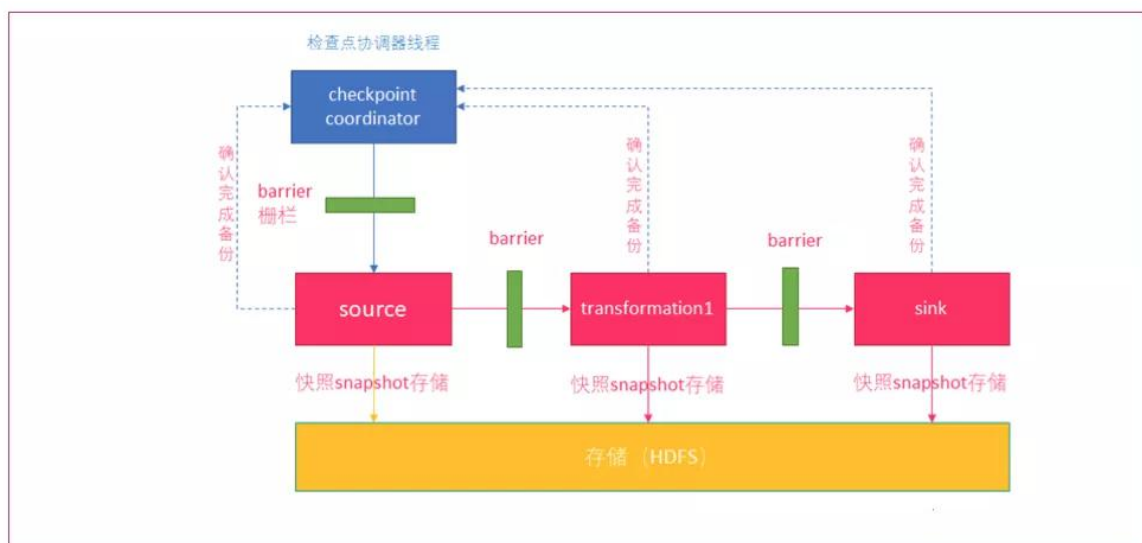 检查点协调器线程
checkpoint
coordinator
确认完成备份
barrier
栅栏
确认完成备份
确认完成备份
barrier
barrier
source
transformation1
sink
快照snapshot存储
快照snapshot存储
快照snapshot存储
存储（HDFS）